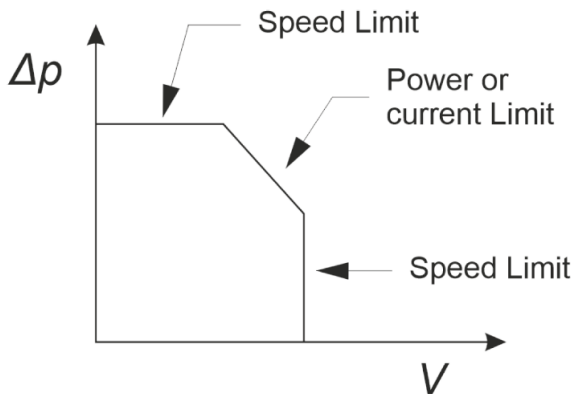 Speed Limit
Δp
Power or
current Limit
Speed Limit
V